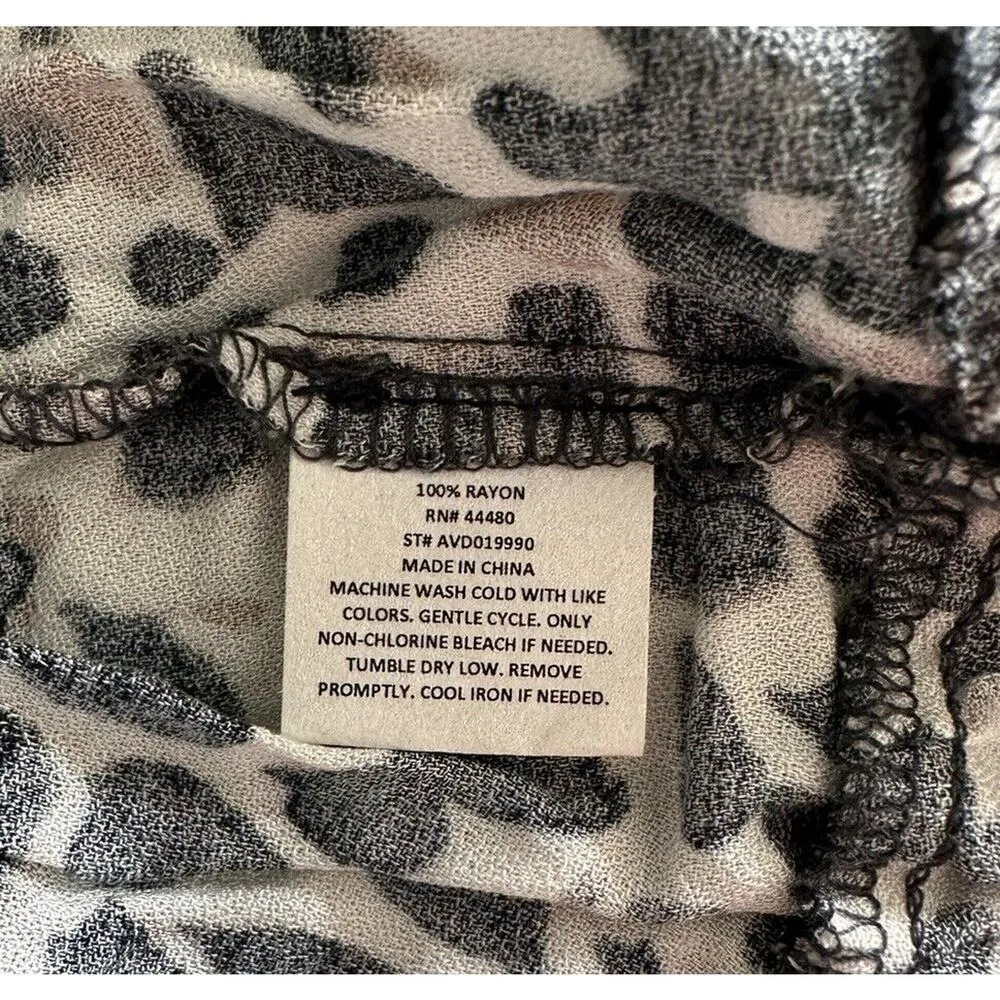 100% RAYON
RN# 44480
ST# AVD019990
MADE IN CHINA
MACHINE WASH COLD WITH LIKE
COLORS. GENTLE CYCLE. ONLY
NON-CHLORINE BLEACH IF NEEDED.
TUMBLE DRY LOW. REMOVE
PROMPTLY. COOL IRON IF NEEDED.